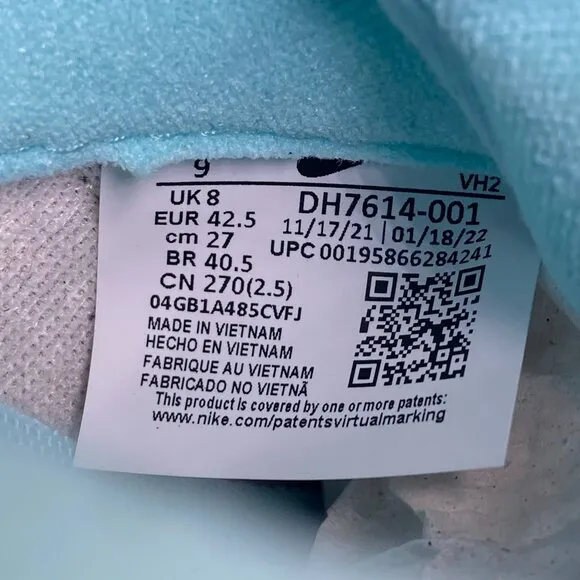 9
VH2
UK 8
DH7614-001
EUR 42.5
11/17/21 | 01/18/22
cm 27
UPC 00195866284241
BR 40.5
CN 270(2.5)
04GB1A485CVFJ
MADE IN VIETNAM
HECHO EN VIETNAM
FABRIQUE AU VIETNAM
FABRICADO NO VIETNÃ
This product is covered by one or more patents:
www.nike.com/patentsvirtualmarking